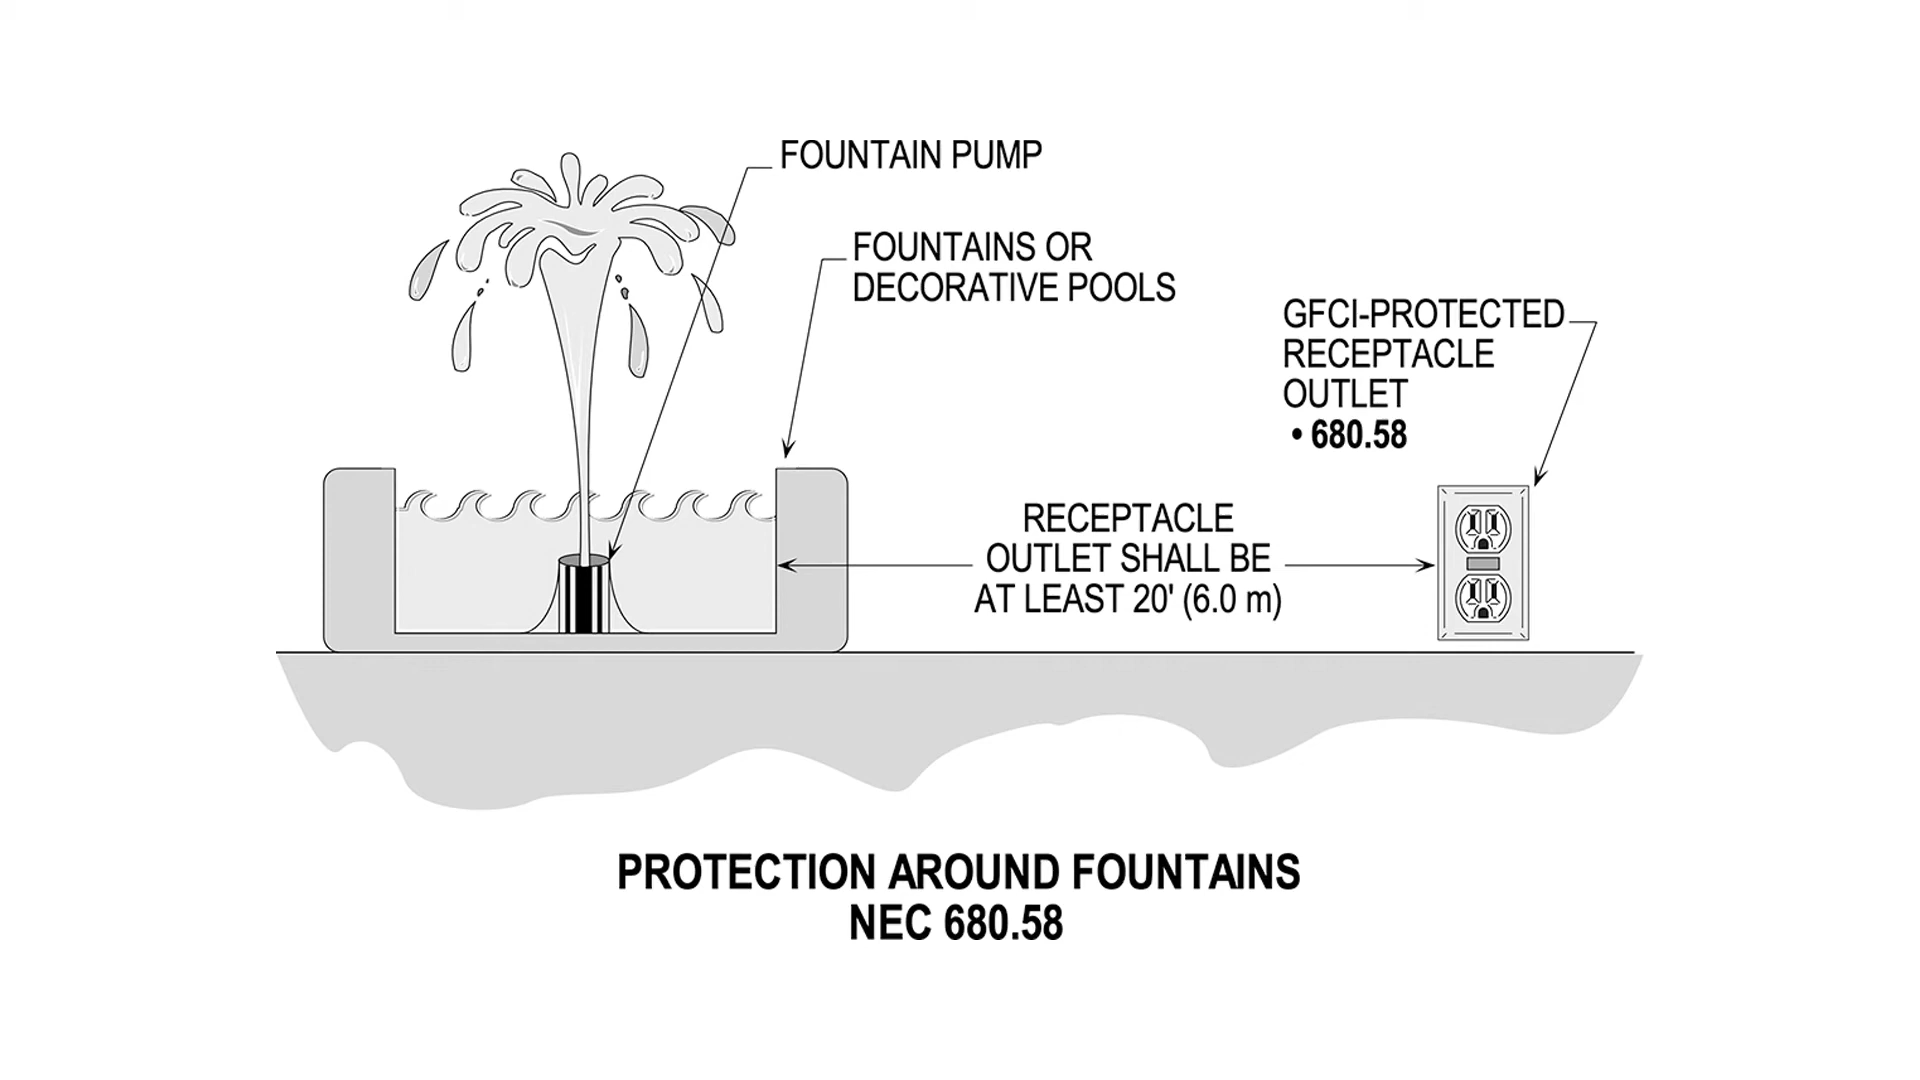 FOUNTAIN PUMP
FOUNTAINS OR
DECORATIVE POOLS
GFCI-PROTECTED
RECEPTACLE
OUTLET
• 680.58
RECEPTACLE
OUTLET SHALL BE
AT LEAST 20' (6.0 m)
PROTECTION AROUND FOUNTAINS
NEC 680.58